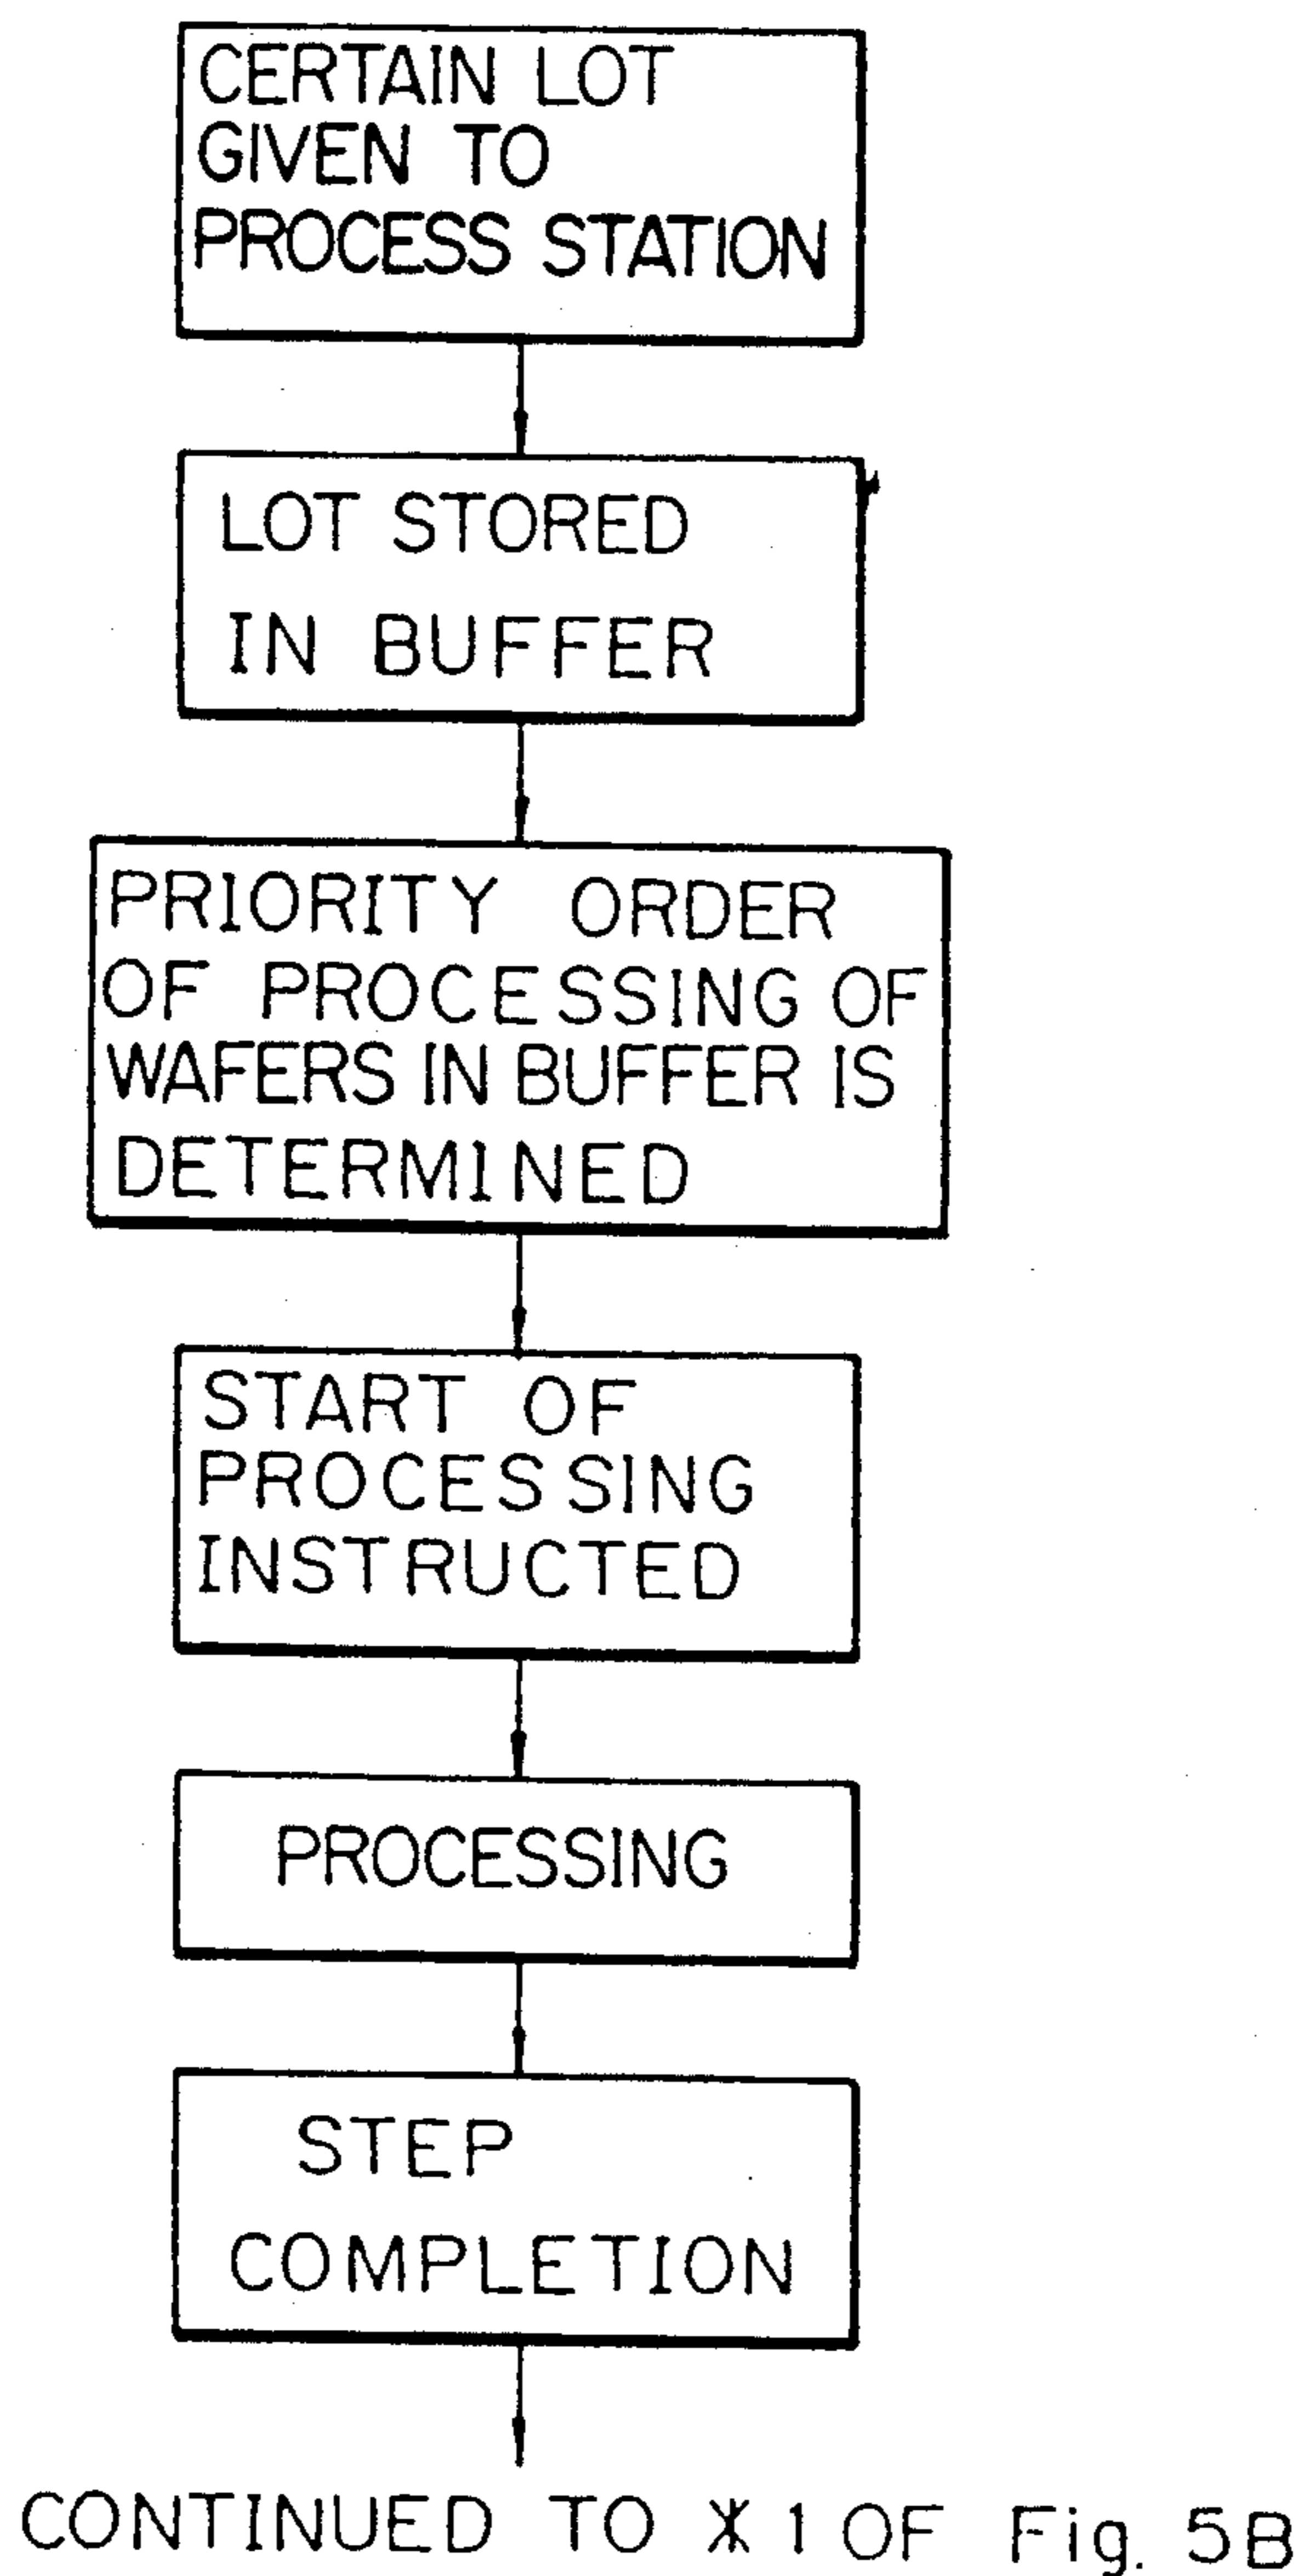 CERTAIN LOT
GIVEN TO
PROCESS STATION
LOT STORED
IN BUFFER
PRIORITY ORDER
OF PROCESSING OF
WAFERS IN BUFFER IS
DETERMINED
START OF
PROCESSING
INSTRUCTED
PROCESSING
STEP
COMPLETION
CONTINUED TO * 1 OF Fig. 5B